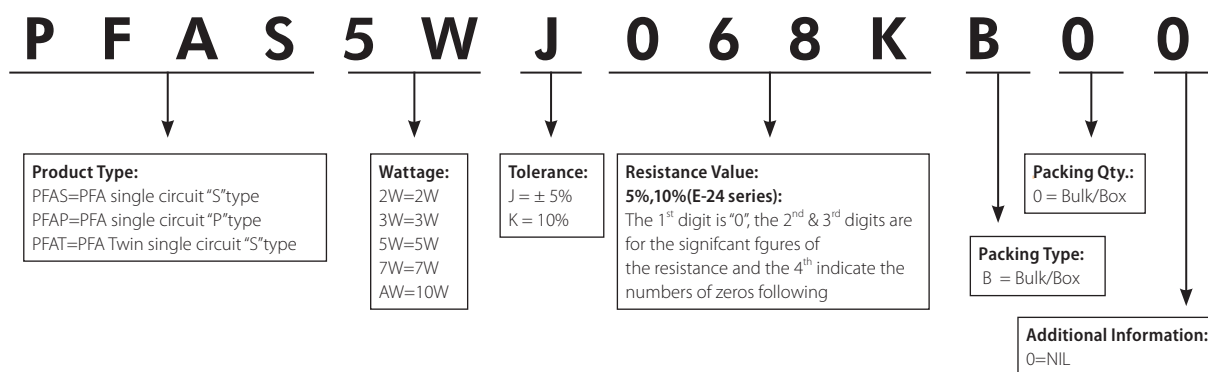 P F A S 5 W J 0 6 8 K B 0 0
Product Type:
PFAS=PFA single circuit “S”type
PFAP=PFA single circuit “P”type
PFAT=PFA Twin single circuit “S”type
Wattage:
2W=2W
3W=3W
5W=5W
7W=7W
AW=10W
Tolerance:
J = ± 5%
K = 10%
Resistance Value:
5%,10%(E-24 series):
The 1st digit is “0”, the 2nd & 3rd digits are
for the signifcant fgures of
the resistance and the 4th indicate the
numbers of zeros following
Packing Qty.:
0 = Bulk/Box
Packing Type:
B = Bulk/Box
Additional Information:
0=NIL